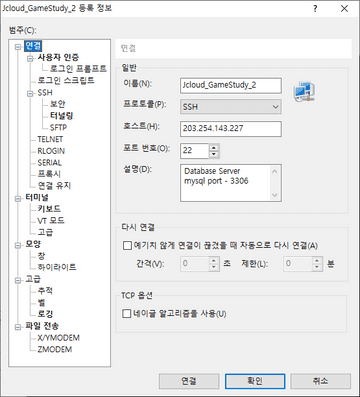 Jcloud_GameStudy_2 등록 정보
범주(C):
연결
사용자 인증
로그인 프롬프트
로그인 스크립트
SSH
보안
터널링
SFTP
TELNET
RLOGIN
SERIAL
프록시
연결 유지
터미널
키보드
VT 모드
고급
모양
창
하이라이트
고급
추적
벨
로깅
파일 전송
X/YMODEM
ZMODEM
연결
일반
이름(N): Jcloud_GameStudy_2
프로토콜(P): SSH
호스트(H): 203.254.143.227
포트 번호(O): 22
설명(D): Database Server
mysql port - 3306
다시 연결
예기치 않게 연결이 끊겼을 때 자동으로 다시 연결(A)
간격(V): 0 초 제한(L): 0 분
TCP 옵션
네이글 알고리즘을 사용(U)
연결 확인 취소